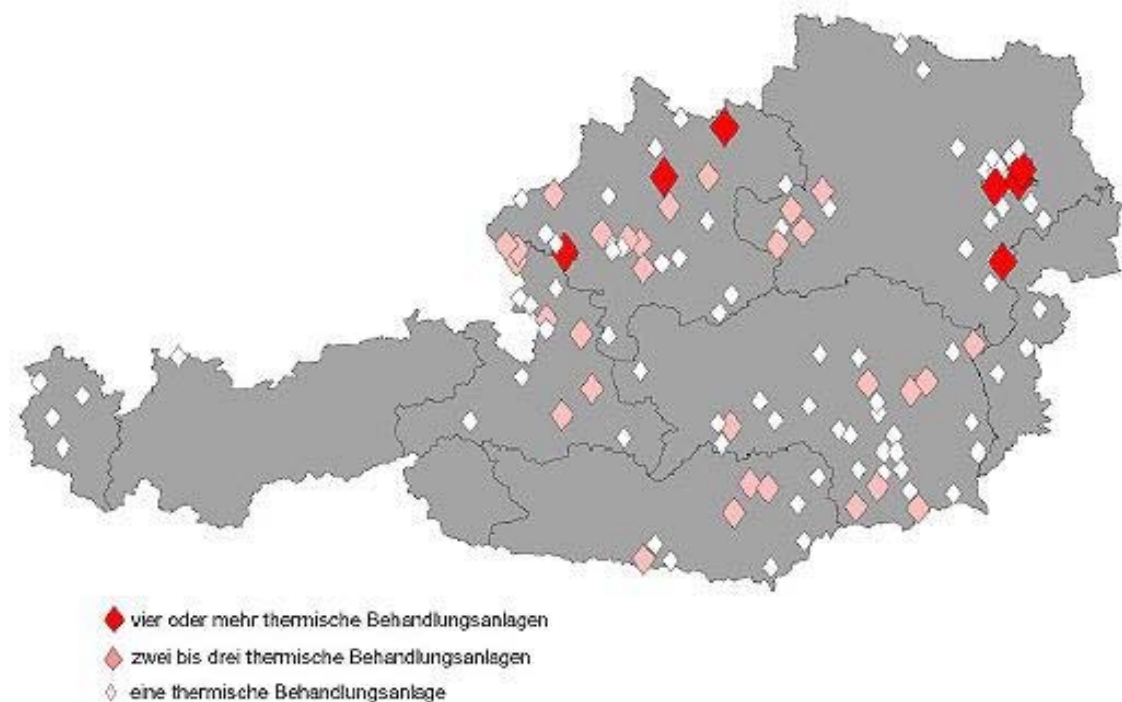 vier oder mehr thermische Behandlungsanlagen
zwei bis drei thermische Behandlungsanlagen
eine thermische Behandlungsanlage